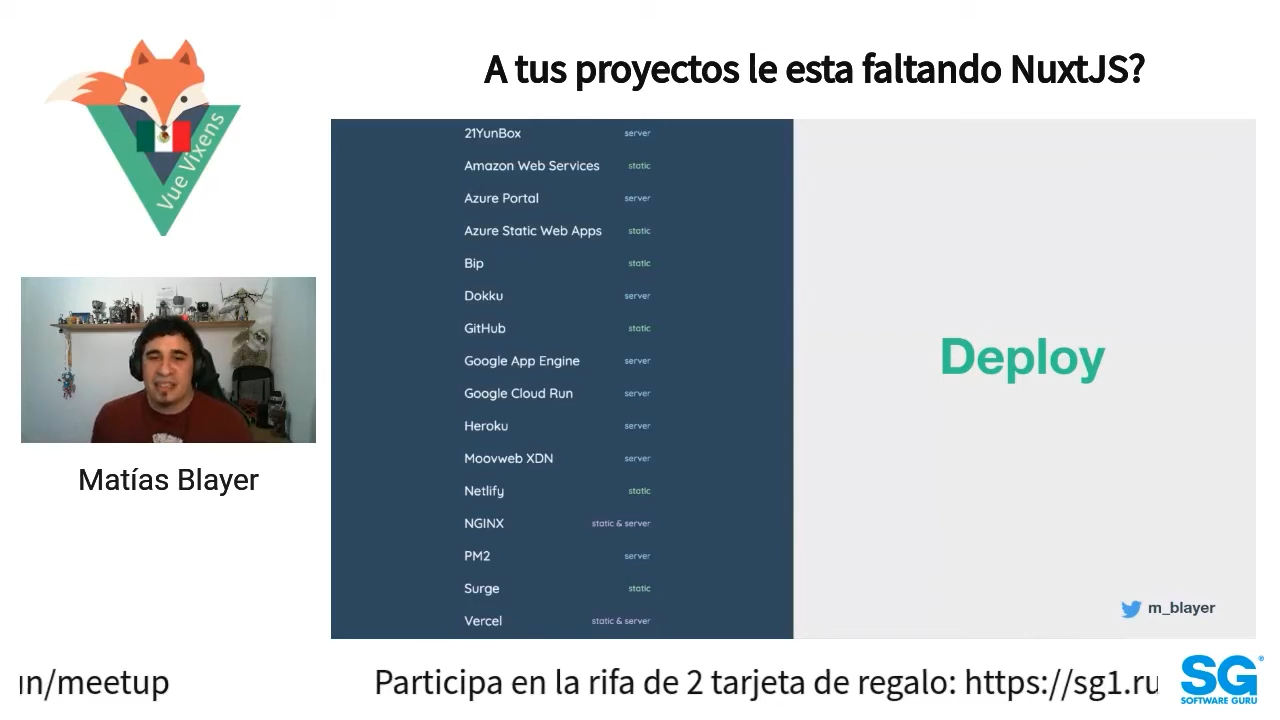 A tus proyectos le esta faltando NuxtJS?
Vue Vixens
21YunBox server
Amazon Web Services static
Azure Portal server
Azure Static Web Apps static
Bip static
Dokku server
GitHub static
Google App Engine server
Google Cloud Run server
Heroku server
Moovweb XDN server
Netlify static
NGINX static & server
PM2 server
Surge static
Vercel static & server
Deploy
m_blayer
Matías Blayer
un/meetup Participa en la rifa de 2 tarjeta de regalo: https://sg1.ru
SG
SOFTWARE GURU